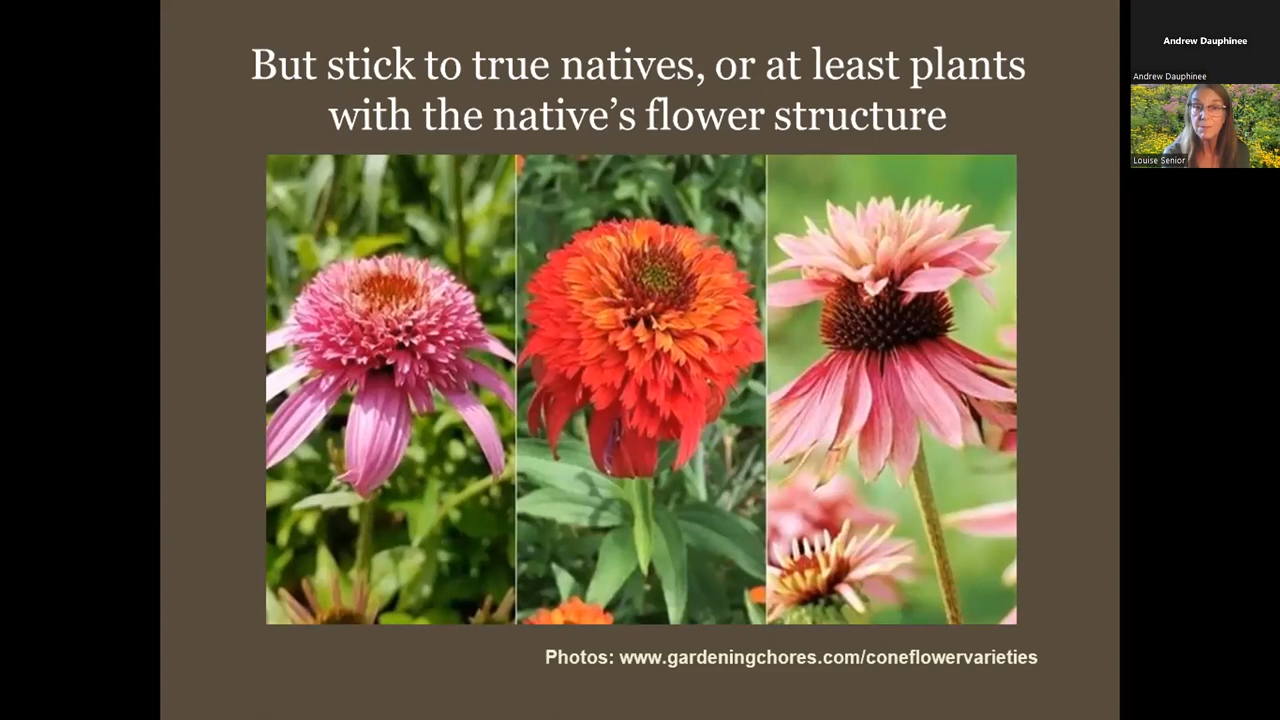 But stick to true natives, or at least plants
with the native’s flower structure
Photos: www.gardeningchores.com/coneflowervarieties
Andrew Dauphinee
Andrew Dauphinee
Louise Senior